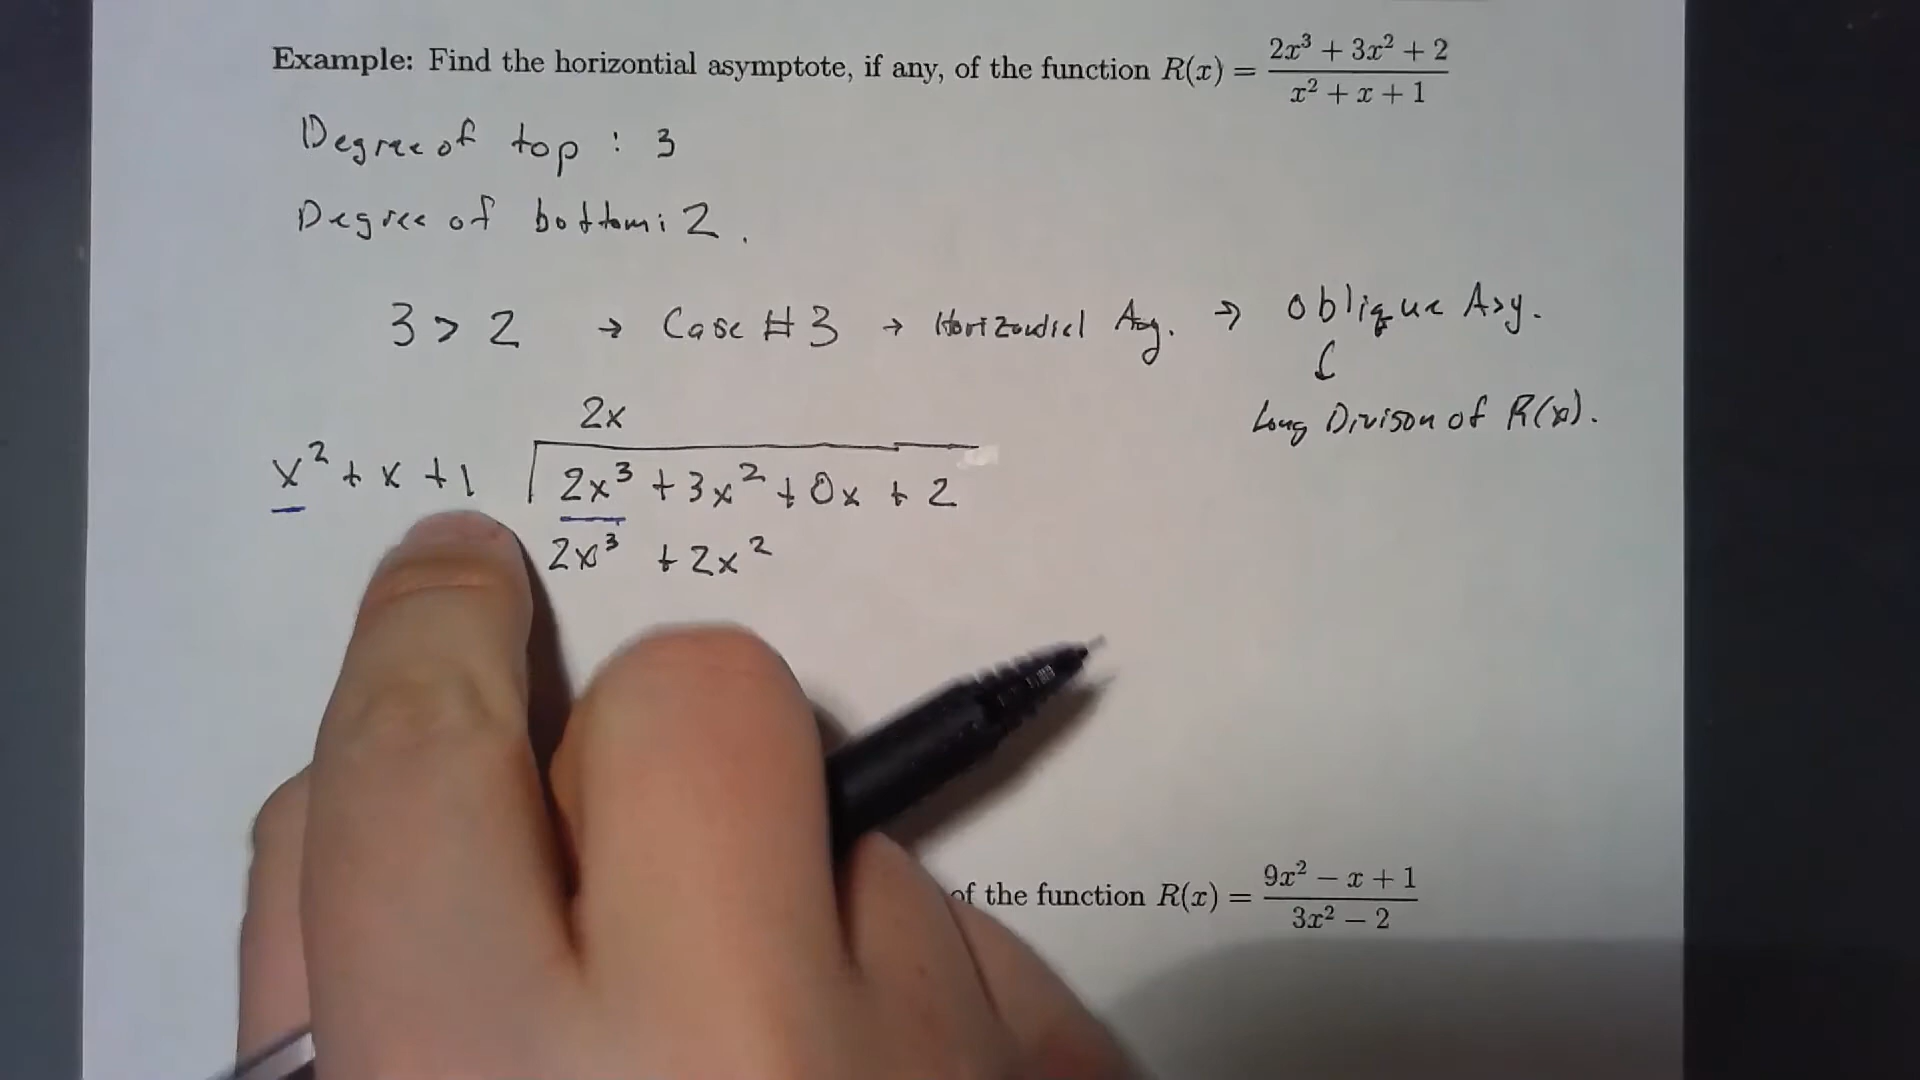 Example: Find the horizontial asymptote, if any, of the function R(x) = (2x³ + 3x² + 2)/(x² + x + 1)
Degree of top : 3
Degree of bottom: 2.
3 > 2 → Case #3 → Horizontal Asy. → Oblique Asy.
↓
Long Divison of R(x).
2x
x² + x + 1 2x³ + 3x² + 0x + 2
2x³ + 2x²
of the function R(x) = (9x² − x + 1)/(3x² − 2)